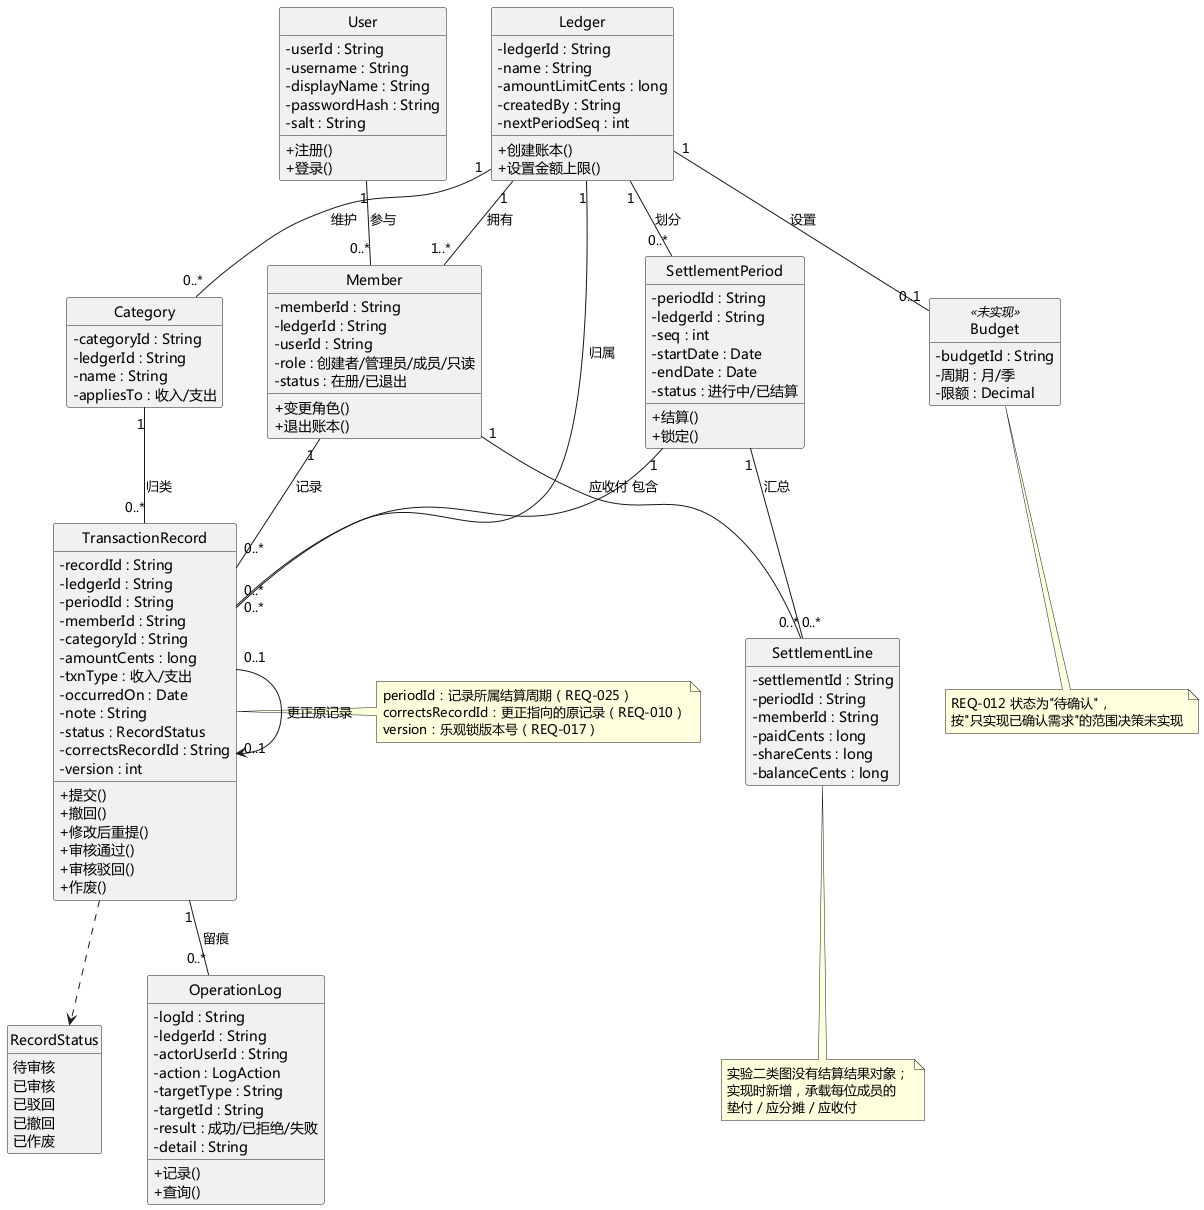 User
-userId : String
-username : String
-displayName : String
-passwordHash : String
-salt : String
+注册()
+登录()
Ledger
-ledgerId : String
-name : String
-amountLimitCents : long
-createdBy : String
-nextPeriodSeq : int
+创建账本()
+设置金额上限()
1
维护
0..*
1
参与
0..*
1
拥有
1..*
1
归属
0..*
1
划分
0..*
1
设置
0..1
Category
-categoryId : String
-ledgerId : String
-name : String
-appliesTo : 收入/支出
Member
-memberId : String
-ledgerId : String
-userId : String
-role : 创建者/管理员/成员/只读
-status : 在册/已退出
+变更角色()
+退出账本()
SettlementPeriod
-periodId : String
-ledgerId : String
-seq : int
-startDate : Date
-endDate : Date
-status : 进行中/已结算
+结算()
+锁定()
«未实现»
Budget
-budgetId : String
-周期 : 月/季
-限额 : Decimal
1
归类
0..*
1
记录
0..*
1
应收付
0..*
1
包含
0..*
1
汇总
0..*
TransactionRecord
-recordId : String
-ledgerId : String
-periodId : String
-memberId : String
-categoryId : String
-amountCents : long
-txnType : 收入/支出
-occurredOn : Date
-note : String
-status : RecordStatus
-correctsRecordId : String
-version : int
+提交()
+撤回()
+修改后重提()
+审核通过()
+审核驳回()
+作废()
0..1
更正原记录
0..1
periodId：记录所属结算周期（REQ-025）
correctsRecordId：更正指向的原记录（REQ-010）
version：乐观锁版本号（REQ-017）
SettlementLine
-settlementId : String
-periodId : String
-memberId : String
-paidCents : long
-shareCents : long
-balanceCents : long
REQ-012 状态为"待确认"，
按"只实现已确认需求"的范围决策未实现
1
留痕
0..*
RecordStatus
待审核
已审核
已驳回
已撤回
已作废
OperationLog
-logId : String
-ledgerId : String
-actorUserId : String
-action : LogAction
-targetType : String
-targetId : String
-result : 成功/已拒绝/失败
-detail : String
+记录()
+查询()
实验二类图没有结算结果对象；
实现时新增，承载每位成员的
垫付 / 应分摊 / 应收付